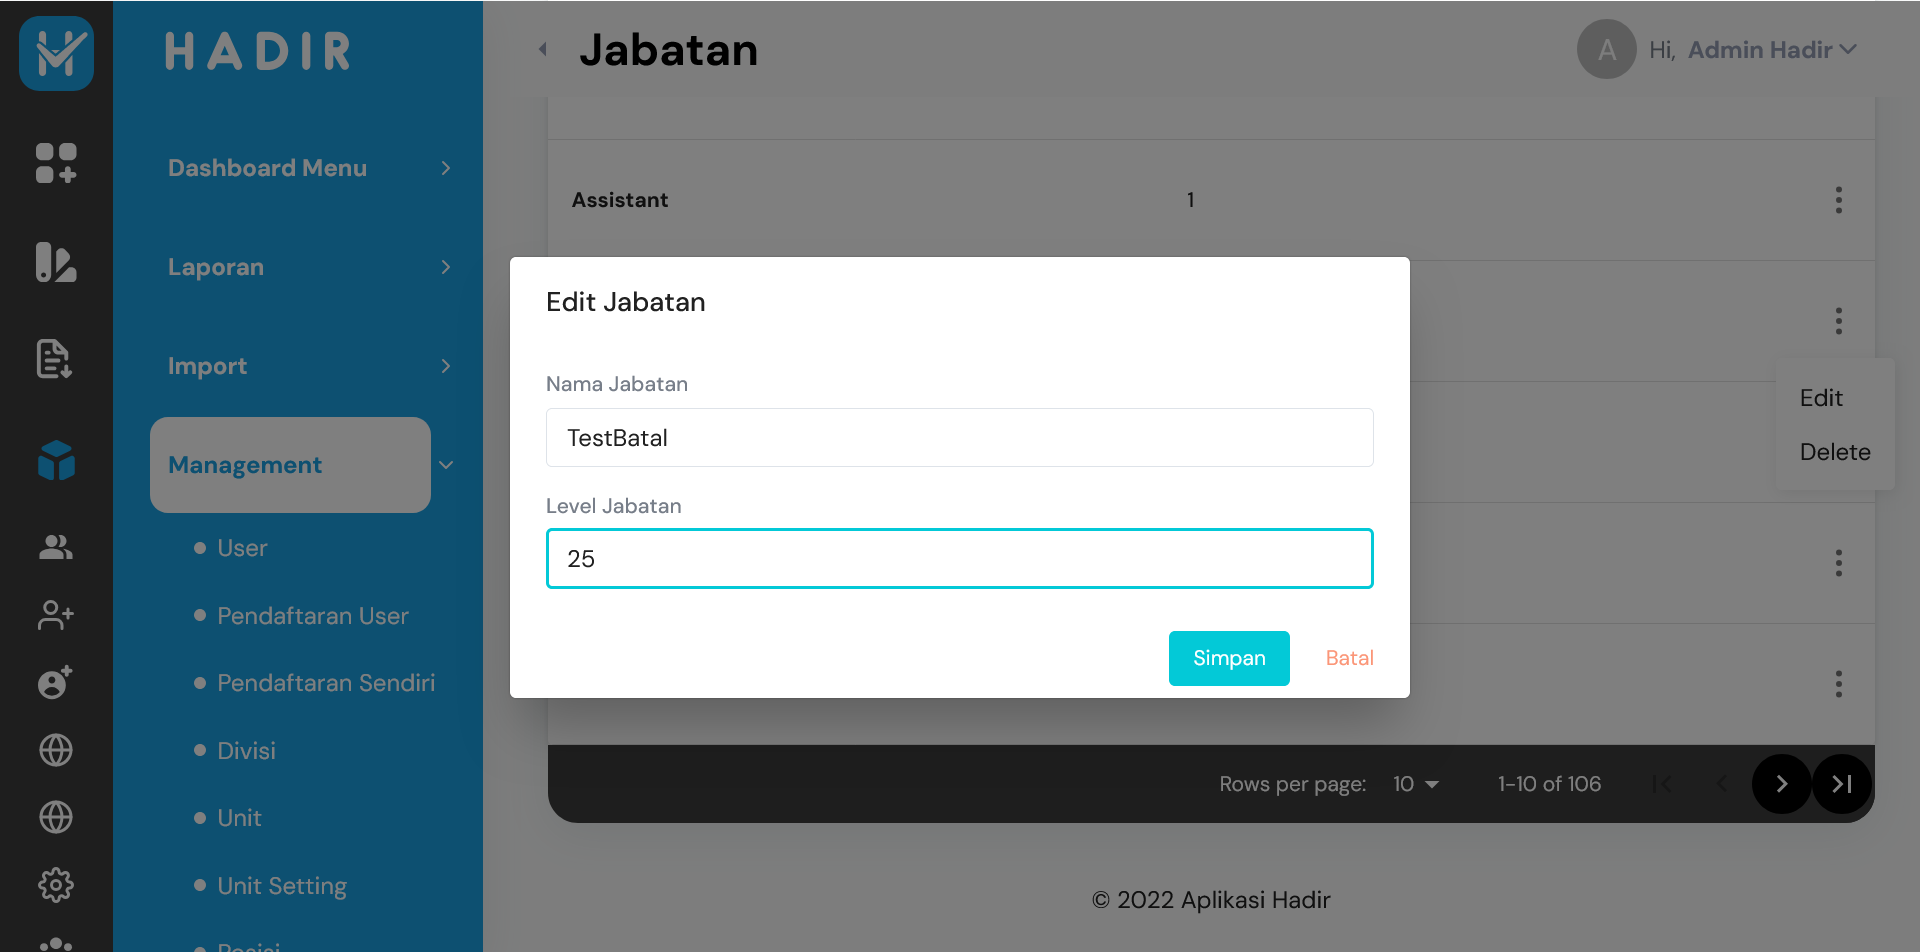 HADIR
Jabatan
A
Hi, Admin Hadir
Dashboard Menu
Laporan
Import
Management
User
Pendaftaran User
Pendaftaran Sendiri
Divisi
Unit
Unit Setting
Posisi
Assistant 1
Edit
Delete
Edit Jabatan
Nama Jabatan
TestBatal
Level Jabatan
25
Simpan Batal
Rows per page: 10 1-10 of 106
© 2022 Aplikasi Hadir